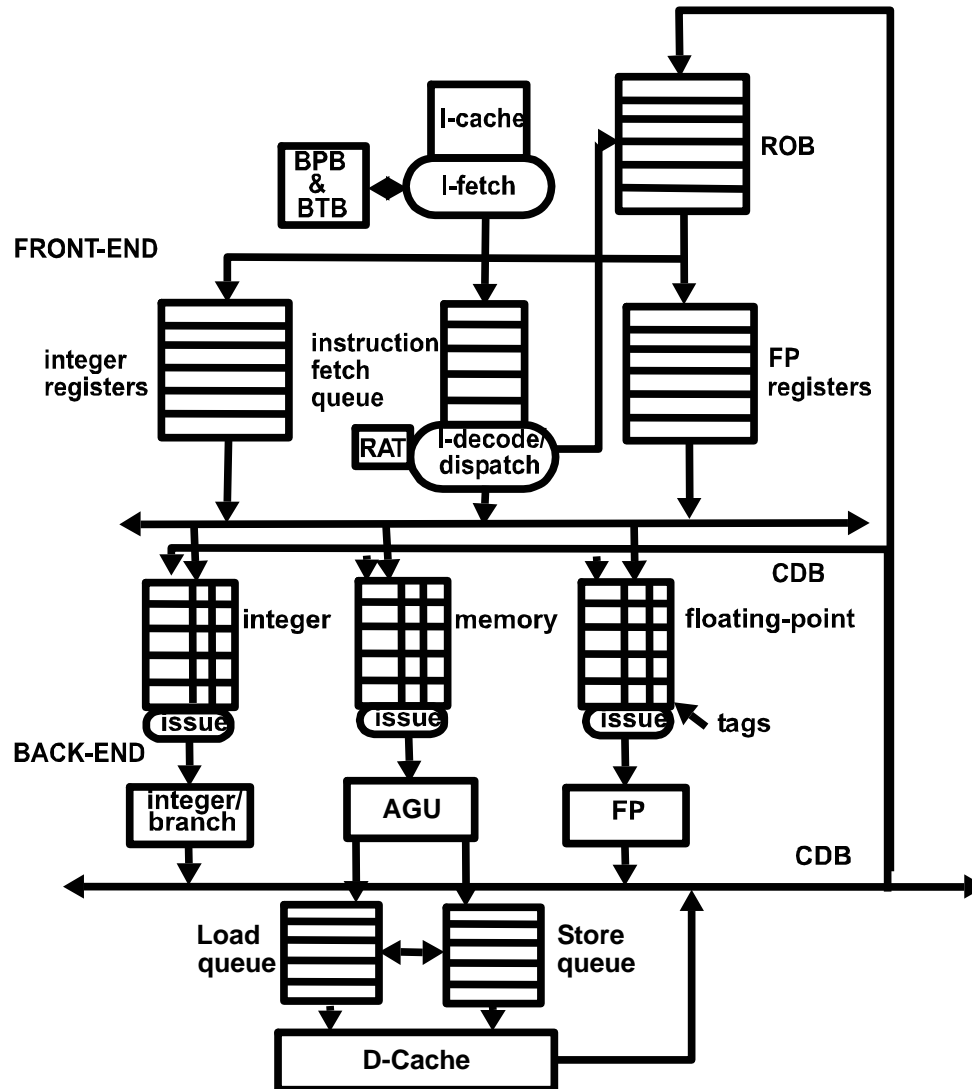 I-cache
ROB
BPB
&
BTB
I-fetch
FRONT-END
integer
registers
instruction
fetch
queue
FP
registers
RAT
I-decode/
dispatch
CDB
integer
memory
floating-point
issue
issue
issue
tags
BACK-END
integer/
branch
AGU
FP
CDB
Load
queue
Store
queue
D-Cache